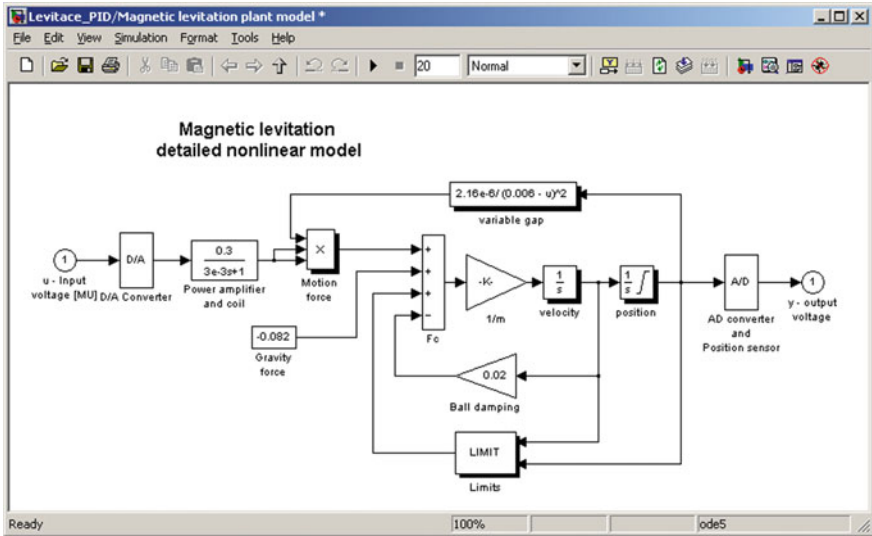 Levitace_PID/Magnetic levitation plant model *
File Edit View Simulation Format Tools Help
20 Normal
Magnetic levitation
detailed nonlinear model
2.16e-6/(0.006 - u)^2
variable gap
1
u - Input
voltage [MU]
D/A
D/A Converter
0.3
3e-3s+1
Power amplifier
and coil
×
Motion
force
-0.082
Gravity
force
+
+
+
−
Fc
-K-
1/m
1
s
velocity
1
s
position
A/D
AD converter
and
Position sensor
1
y - output
voltage
0.02
Ball damping
LIMIT
Limits
Ready 100% ode5